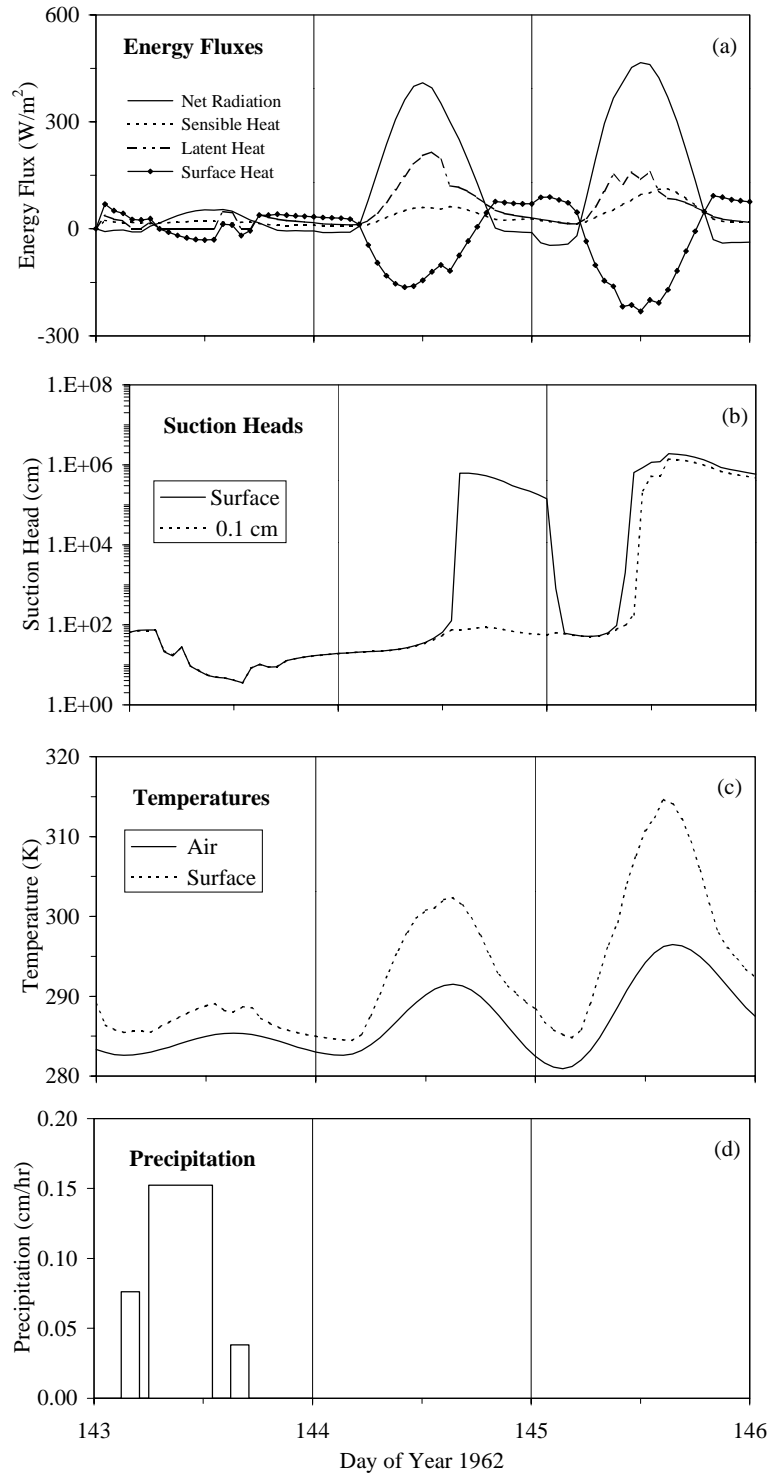 600
Energy Fluxes
(a)
Net Radiation
Sensible Heat
Latent Heat
Surface Heat
300
0
-300
Energy Flux (W/m²)
1.E+08
Suction Heads
(b)
1.E+06
Surface
0.1 cm
1.E+04
1.E+02
1.E+00
Suction Head (cm)
320
Temperatures
(c)
Air
Surface
310
300
290
280
Temperature (K)
0.20
Precipitation
(d)
0.15
0.10
0.05
0.00
Precipitation (cm/hr)
143 144 145 146
Day of Year 1962